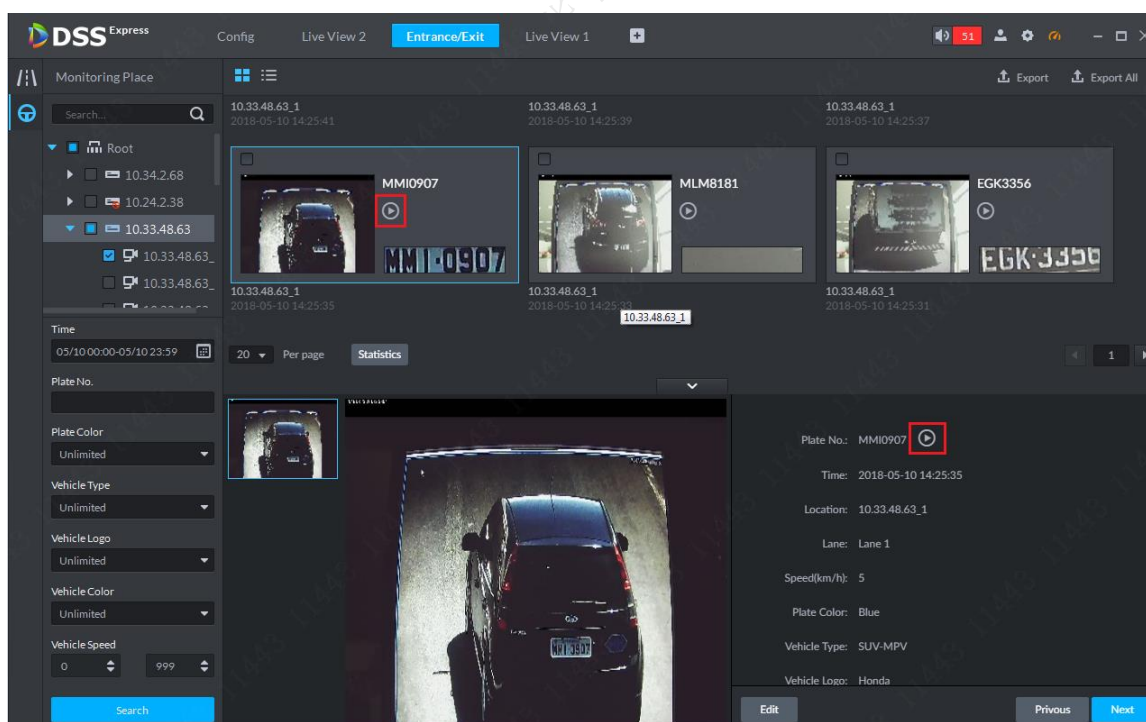 DSS Express
Config
Live View 2
Entrance/Exit
Live View 1
51
Monitoring Place
Export
Export All
Search...
Root
10.34.2.68
10.24.2.38
10.33.48.63
10.33.48.63_
10.33.48.63_
10.33.48.63_1
2018-05-10 14:25:41
10.33.48.63_1
2018-05-10 14:25:39
10.33.48.63_1
2018-05-10 14:25:37
MMI0907
MMI-0907
10.33.48.63_1
2018-05-10 14:25:35
MLM8181
10.33.48.63_1
2018-05-10 14:25:33
10.33.48.63_1
EGK3356
EGK-3356
10.33.48.63_1
2018-05-10 14:25:31
20
Per page
Statistics
1
Time
05/10 00:00-05/10 23:59
Plate No.
Plate Color
Unlimited
Vehicle Type
Unlimited
Vehicle Logo
Unlimited
Vehicle Color
Unlimited
Vehicle Speed
0
999
Search
Plate No.: MMI0907
Time: 2018-05-10 14:25:35
Location: 10.33.48.63_1
Lane: Lane 1
Speed(km/h): 5
Plate Color: Blue
Vehicle Type: SUV-MPV
Vehicle Logo: Honda
Edit
Privous
Next